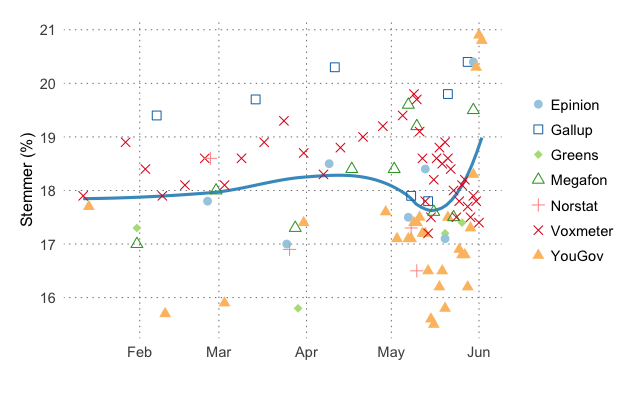 21
20
19
18
17
16
Stemmer (%)
Feb
Mar
Apr
May
Jun
Epinion
Gallup
Greens
Megafon
Norstat
Voxmeter
YouGov